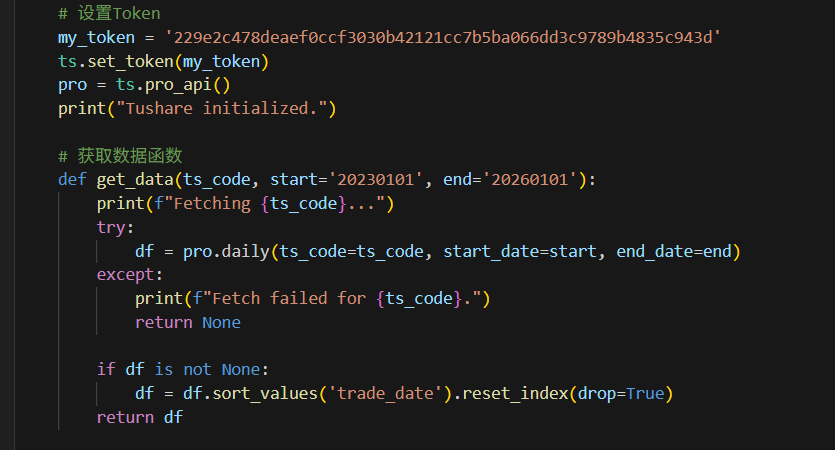 # 设置Token
my_token = '229e2c478deaef0ccf3030b42121cc7b5ba066dd3c9789b4835c943d'
ts.set_token(my_token)
pro = ts.pro_api()
print("Tushare initialized.")
# 获取数据函数
def get_data(ts_code, start='20230101', end='20260101'):
print(f"Fetching {ts_code}...")
try:
df = pro.daily(ts_code=ts_code, start_date=start, end_date=end)
except:
print(f"Fetch failed for {ts_code}.")
return None
if df is not None:
df = df.sort_values('trade_date').reset_index(drop=True)
return df